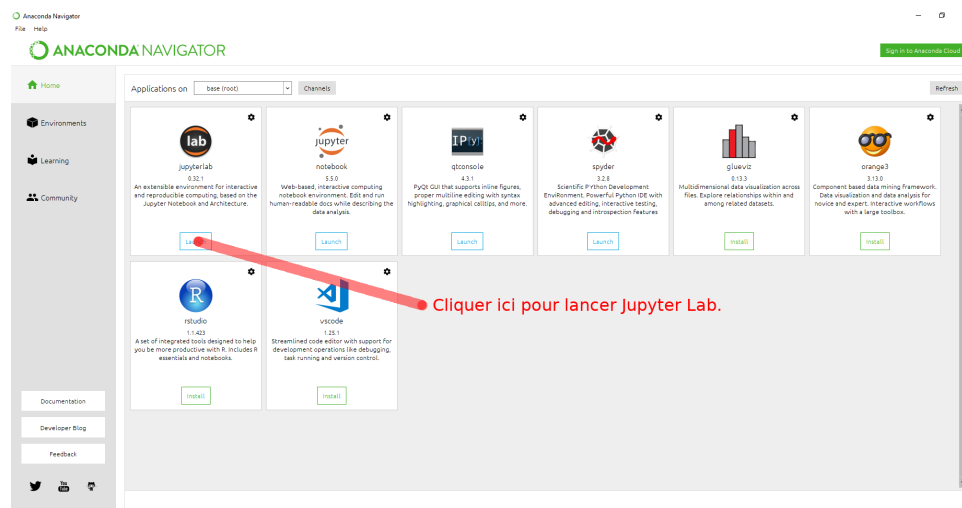 Anaconda Navigator
File Help
ANACONDA NAVIGATOR
Sign in to Anaconda Cloud
Home
Environments
Learning
Community
Documentation
Developer Blog
Feedback
You
Tube
Applications on base (root) Channels
Refresh
lab
jupyterlab
0.32.1
An extensible environment for interactive
and reproducible computing, based on the
Jupyter Notebook and Architecture.
jupyter
notebook
5.5.0
Web-based, interactive computing
notebook environment. Edit and run
human-readable docs while describing the
data analysis.
Launch
IP[y]:
qtconsole
4.3.1
PyQt GUI that supports inline figures,
proper multiline editing with syntax
highlighting, graphical calltips, and more.
Launch
spyder
3.2.8
Scientific PYthon Development
EnviRonment. Powerful Python IDE with
advanced editing, interactive testing,
debugging and introspection features
Launch
glueviz
0.13.3
Multidimensional data visualization across
files. Explore relationships within and
among related datasets.
Install
orange3
3.13.0
Component based data mining framework.
Data visualization and data analysis for
novice and expert. Interactive workflows
with a large toolbox.
Install
R
rstudio
1.1.423
A set of integrated tools designed to help
you be more productive with R. Includes R
essentials and notebooks.
Install
vscode
1.25.1
Streamlined code editor with support for
development operations like debugging,
task running and version control.
Install
Cliquer ici pour lancer Jupyter Lab.